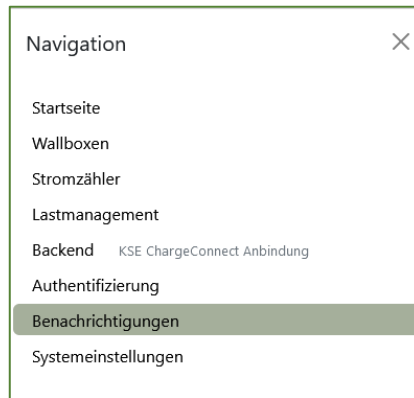 Navigation
Startseite
Wallboxen
Stromzähler
Lastmanagement
Backend KSE ChargeConnect Anbindung
Authentifizierung
Benachrichtigungen
Systemeinstellungen